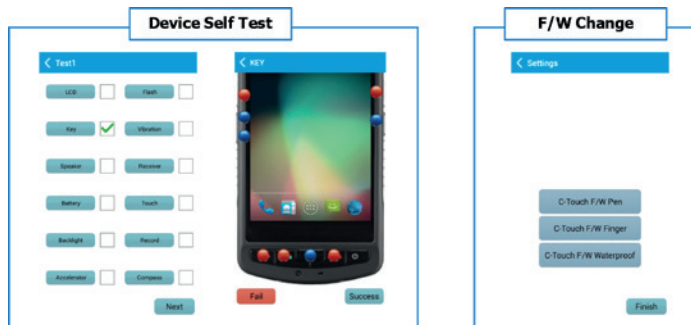 Device Self Test
Test1
LCD Flash
Key Vibration
Speaker Receiver
Battery Touch
Backlight Record
Accelerator Compass
Next
KEY
Fail Success
F/W Change
Settings
C-Touch F/W Pen
C-Touch F/W Finger
C-Touch F/W Waterproof
Finish